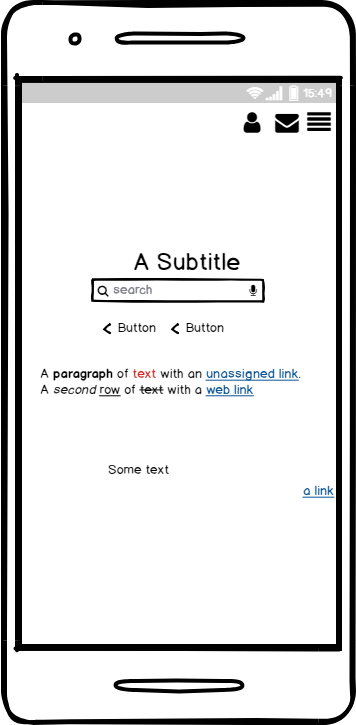 15:49
A Subtitle
search
Button Button
A paragraph of text with an unassigned link.
A second row of text with a web link
Some text
a link